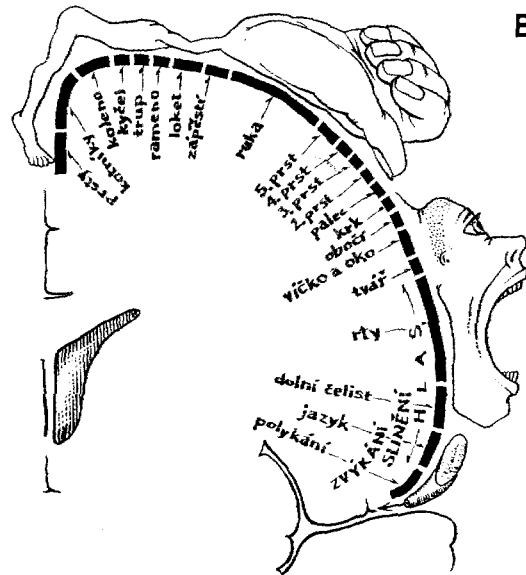 B
prsty
kotníky
koleno
kyčel
trup
rameno
loket
zápěstí
ruka
5. prst
4. prst
3. prst
2. prst
palec
krk
obočí
víčko a oko
tvář
rty
HLAS
dolní čelist
jazyk
polykání
ŽVÝKÁNÍ
SLINĚNÍ